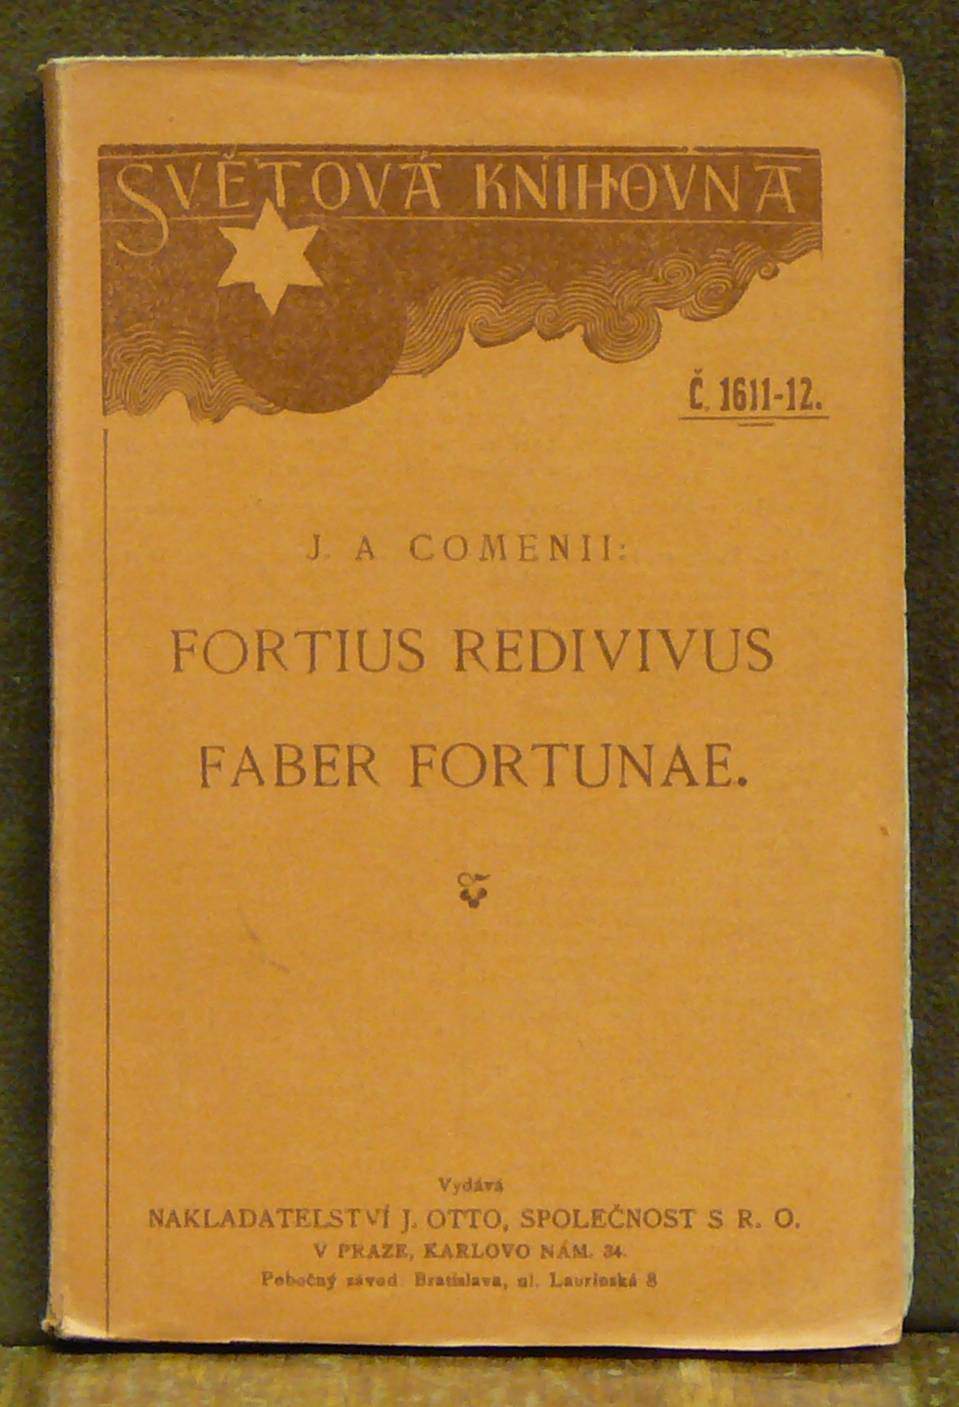 SVĚTOVÁ KNIHOVNA
Č. 1611-12.
J. A COMENII:
FORTIUS REDIVIVUS
FABER FORTUNAE.
Vydává
NAKLADATELSTVÍ J. OTTO, SPOLEČNOST S R. O.
V PRAZE, KARLOVO NÁM. 34.
Pobočný závod Bratislava, ul. Laurinská 8